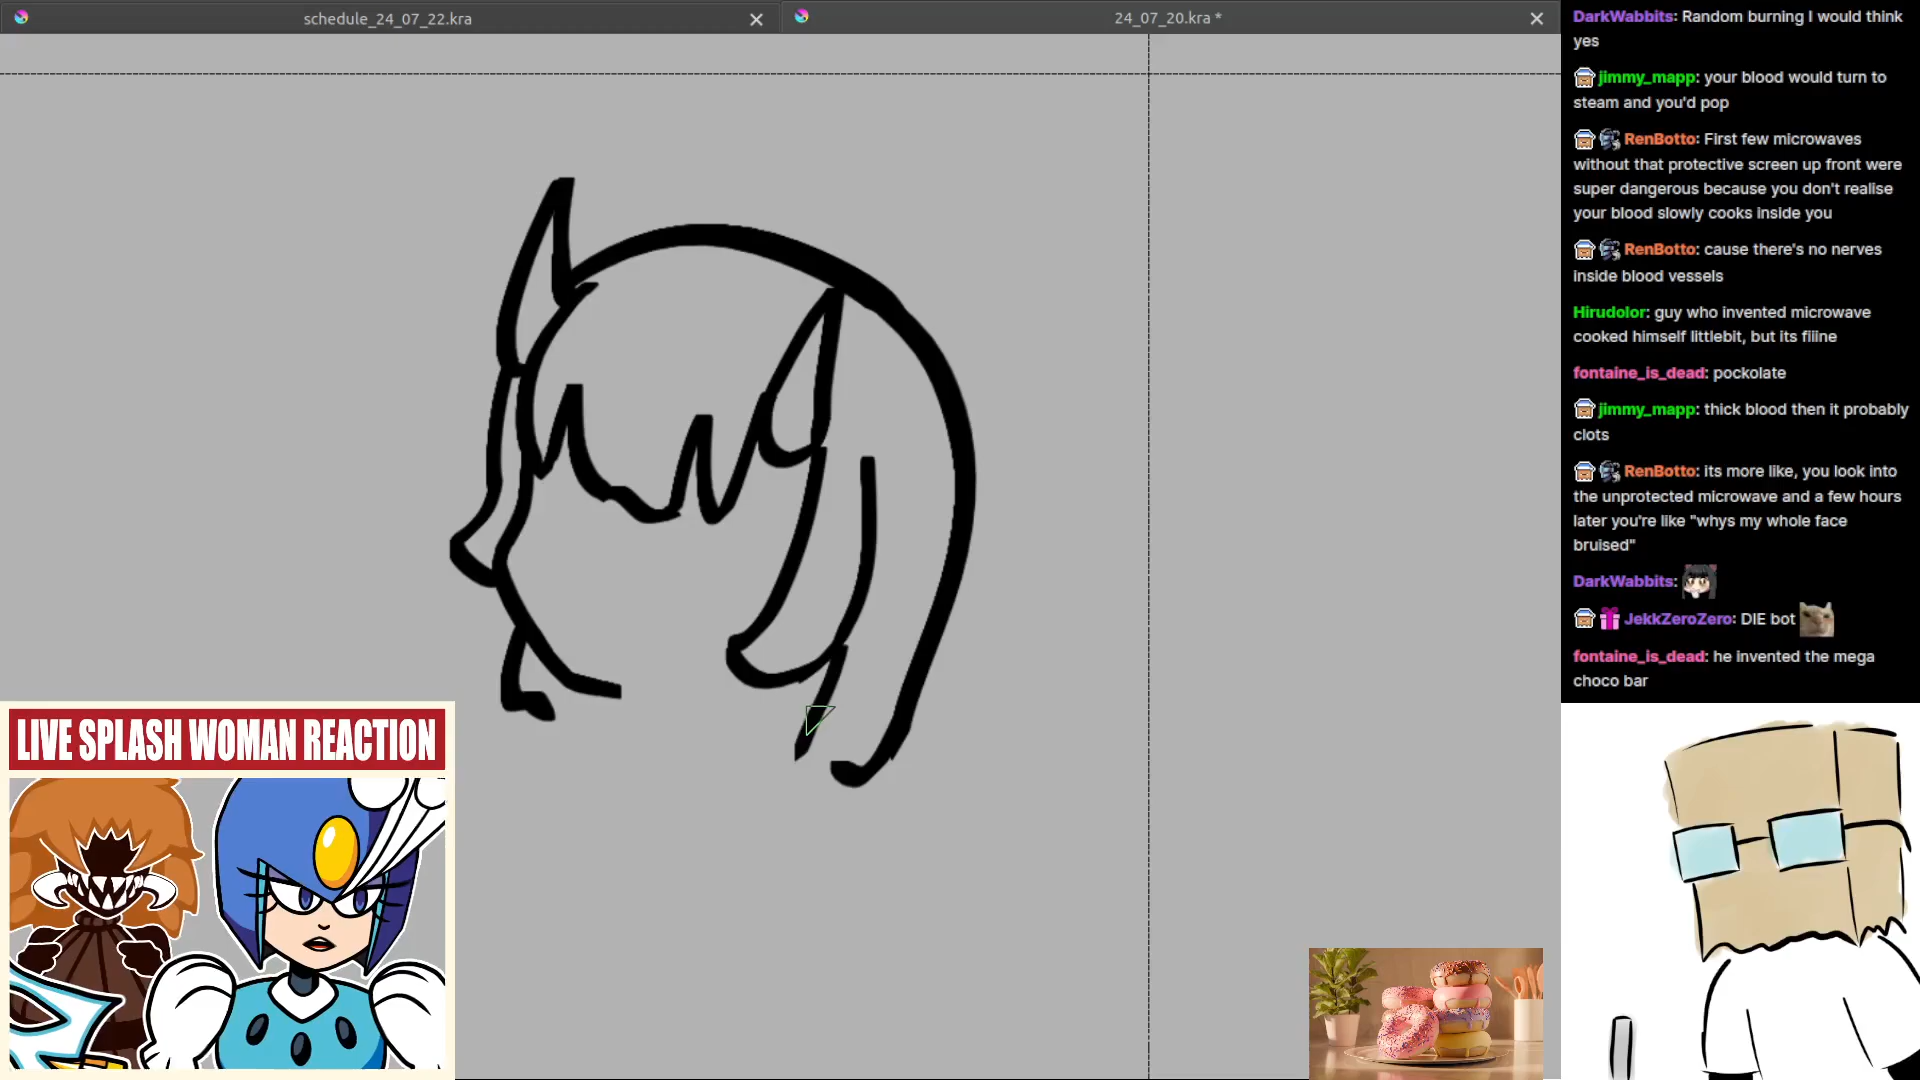 schedule_24_07_22.kra
24_07_20.kra *
DarkWabbits: Random burning I would think
yes
jimmy_mapp: your blood would turn to
steam and you'd pop
RenBotto: First few microwaves
without that protective screen up front were
super dangerous because you don't realise
your blood slowly cooks inside you
RenBotto: cause there's no nerves
inside blood vessels
Hirudolor: guy who invented microwave
cooked himself littlebit, but its fiiine
fontaine_is_dead: pockolate
jimmy_mapp: thick blood then it probably
clots
RenBotto: its more like, you look into
the unprotected microwave and a few hours
later you're like "whys my whole face
bruised"
DarkWabbits:
JekkZeroZero: DIE bot
fontaine_is_dead: he invented the mega
choco bar
LIVE SPLASH WOMAN REACTION